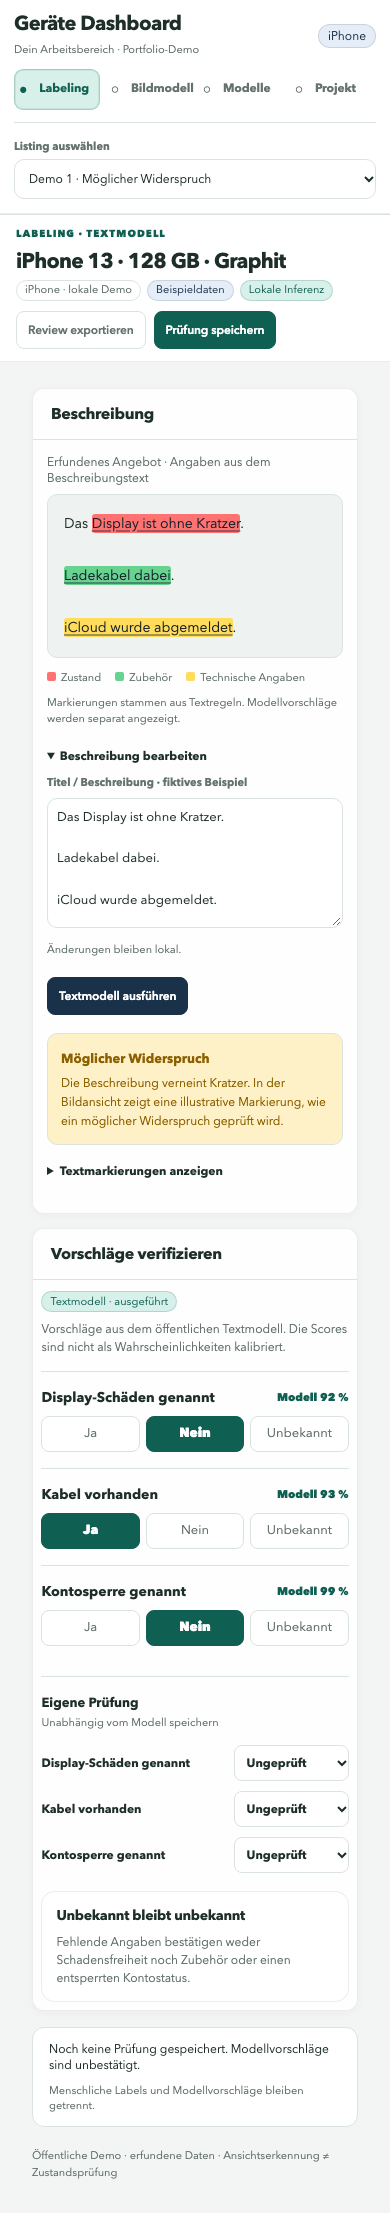 Geräte Dashboard
Dein Arbeitsbereich · Portfolio-Demo
iPhone
Labeling
Bildmodell
Modelle
Projekt
Listing auswählen
Demo 1 · Möglicher Widerspruch
LABELING · TEXTMODELL
iPhone 13 · 128 GB · Graphit
iPhone · lokale Demo
Beispieldaten
Lokale Inferenz
Review exportieren
Prüfung speichern
Beschreibung
Erfundenes Angebot · Angaben aus dem
Beschreibungstext
Das Display ist ohne Kratzer.
Ladekabel dabei.
iCloud wurde abgemeldet.
Zustand
Zubehör
Technische Angaben
Markierungen stammen aus Textregeln. Modellvorschläge
werden separat angezeigt.
Beschreibung bearbeiten
Titel / Beschreibung · fiktives Beispiel
Das Display ist ohne Kratzer.
Ladekabel dabei.
iCloud wurde abgemeldet.
Änderungen bleiben lokal.
Textmodell ausführen
Möglicher Widerspruch
Die Beschreibung verneint Kratzer. In der
Bildansicht zeigt eine illustrative Markierung, wie
ein möglicher Widerspruch geprüft wird.
Textmarkierungen anzeigen
Vorschläge verifizieren
Textmodell · ausgeführt
Vorschläge aus dem öffentlichen Textmodell. Die Scores
sind nicht als Wahrscheinlichkeiten kalibriert.
Display-Schäden genannt
Modell 92 %
Ja
Nein
Unbekannt
Kabel vorhanden
Modell 93 %
Ja
Nein
Unbekannt
Kontosperre genannt
Modell 99 %
Ja
Nein
Unbekannt
Eigene Prüfung
Unabhängig vom Modell speichern
Display-Schäden genannt
Ungeprüft
Kabel vorhanden
Ungeprüft
Kontosperre genannt
Ungeprüft
Unbekannt bleibt unbekannt
Fehlende Angaben bestätigen weder
Schadensfreiheit noch Zubehör oder einen
entsperrten Kontostatus.
Noch keine Prüfung gespeichert. Modellvorschläge
sind unbestätigt.
Menschliche Labels und Modellvorschläge bleiben
getrennt.
Öffentliche Demo · erfundene Daten · Ansichtserkennung ≠
Zustandsprüfung